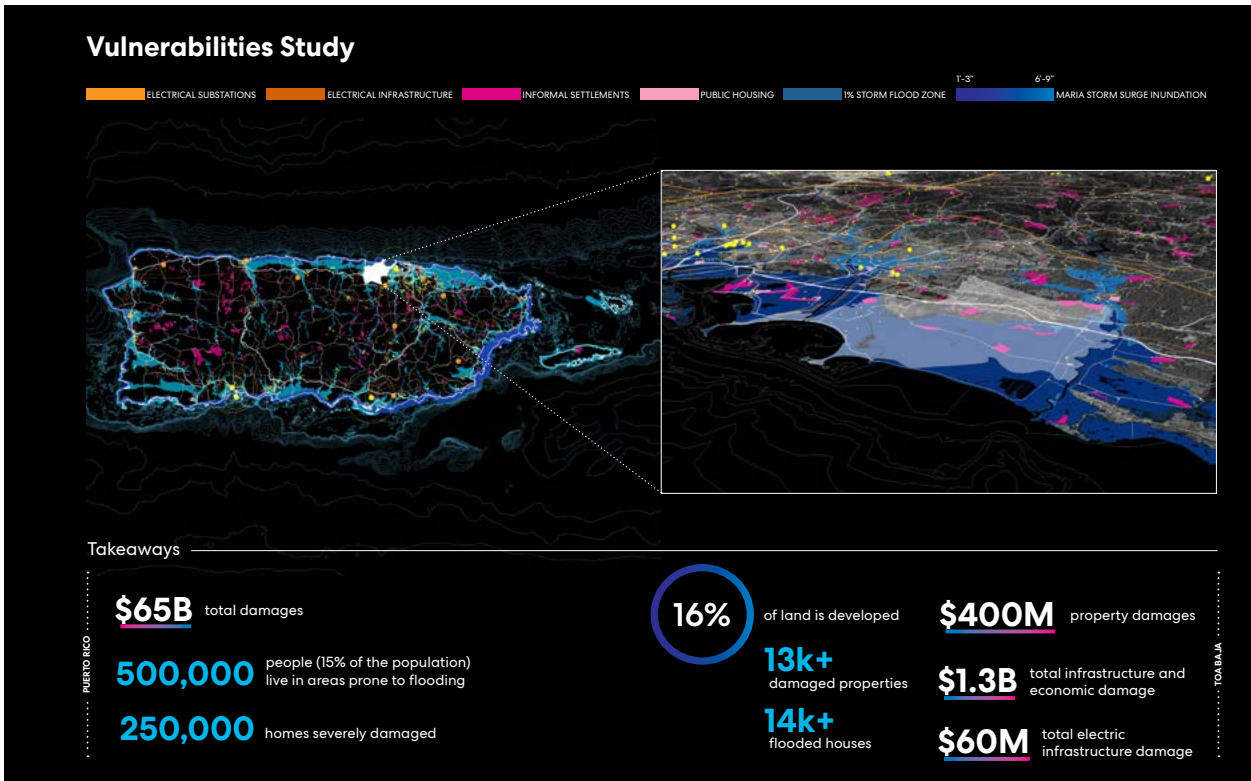 Vulnerabilities Study
1'-3"
6'-9"
ELECTRICAL SUBSTATIONS
ELECTRICAL INFRASTRUCTURE
INFORMAL SETTLEMENTS
PUBLIC HOUSING
1% STORM FLOOD ZONE
MARIA STORM SURGE INUNDATION
Takeaways
PUERTO RICO
$65B total damages
500,000 people (15% of the population)
live in areas prone to flooding
250,000 homes severely damaged
16% of land is developed
13k+
damaged properties
14k+
flooded houses
$400M property damages
$1.3B total infrastructure and
economic damage
$60M total electric
infrastructure damage
TOA BAJA